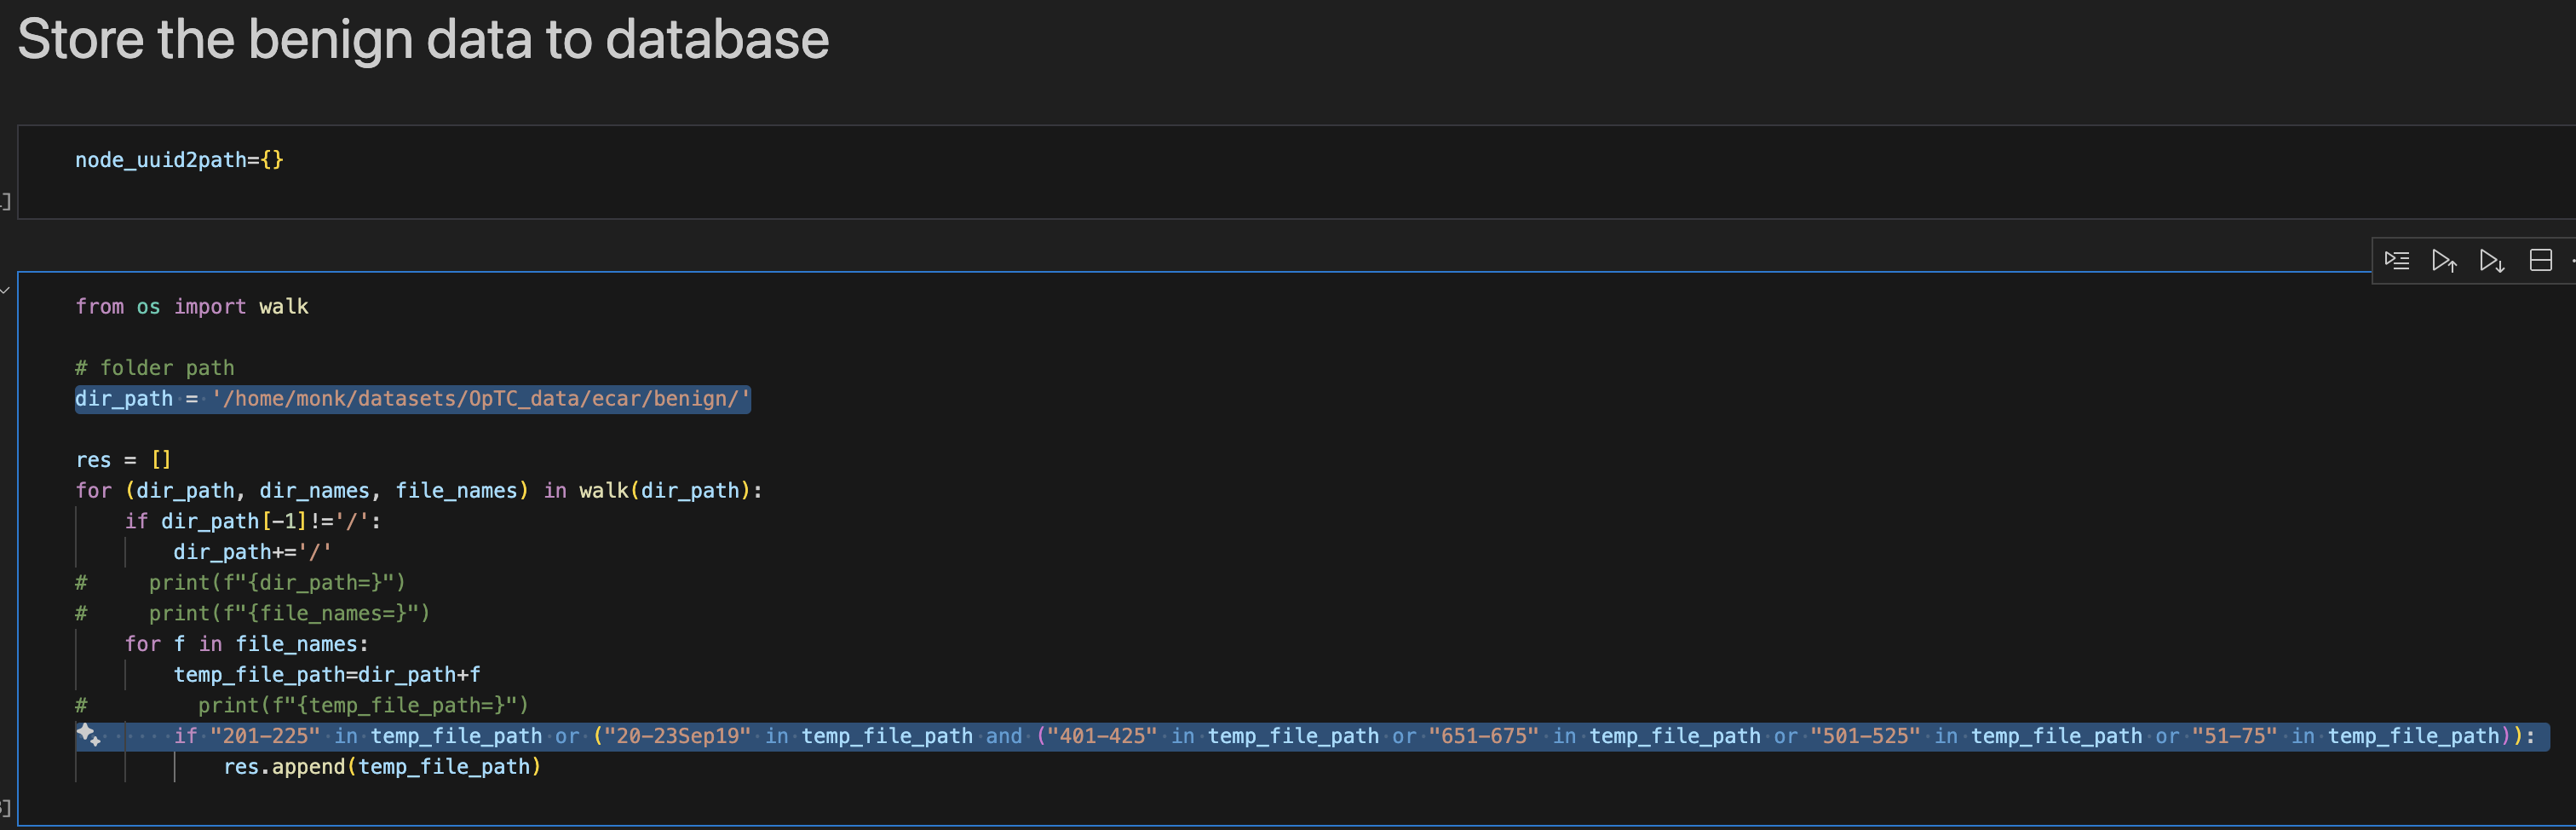 Store the benign data to database
node_uuid2path={}
]
from os import walk
# folder path
dir_path = '/home/monk/datasets/OpTC_data/ecar/benign/'
res = []
for (dir_path, dir_names, file_names) in walk(dir_path):
    if dir_path[-1]!='/':
        dir_path+='/'
#     print(f"{dir_path=}")
#     print(f"{file_names=}")
    for f in file_names:
        temp_file_path=dir_path+f
#         print(f"{temp_file_path=}")
        if "201-225" in temp_file_path or ("20-23Sep19" in temp_file_path and ("401-425" in temp_file_path or "651-675" in temp_file_path or "501-525" in temp_file_path or "51-75" in temp_file_path)):
            res.append(temp_file_path)
]